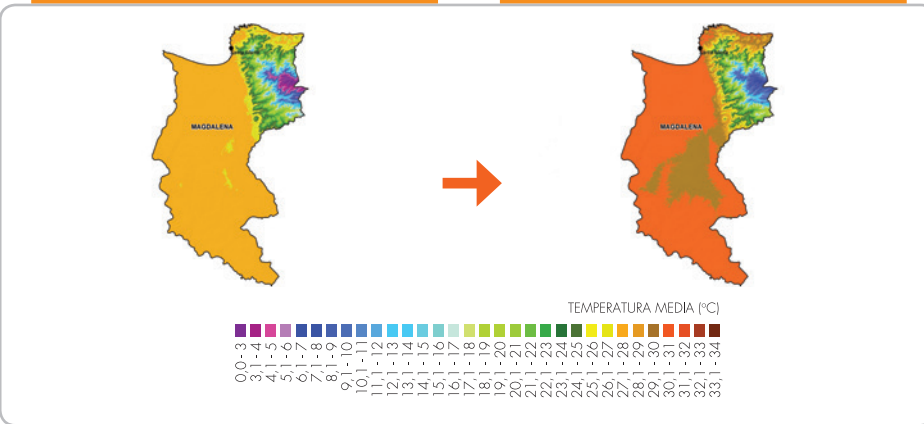 MAGDALENA
MAGDALENA
TEMPERATURA MEDIA (°C)
0,0 - 3
3,1 - 4
4,1 - 5
5,1 - 6
6,1 - 7
7,1 - 8
8,1 - 9
9,1 - 10
10,1 - 11
11,1 - 12
12,1 - 13
13,1 - 14
14,1 - 15
15,1 - 16
16,1 - 17
17,1 - 18
18,1 - 19
19,1 - 20
20,1 - 21
21,1 - 22
22,1 - 23
23,1 - 24
24,1 - 25
25,1 - 26
26,1 - 27
27,1 - 28
28,1 - 29
29,1 - 30
30,1 - 31
31,1 - 32
32,1 - 33
33,1 - 34